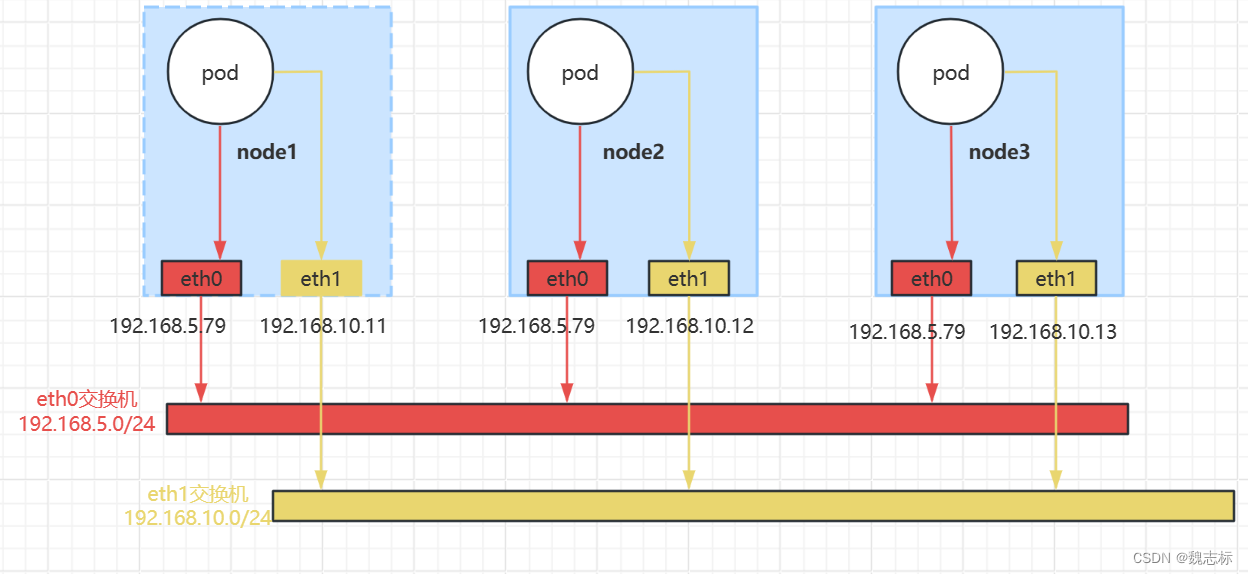 pod
pod
pod
node1
node2
node3
eth0
eth1
eth0
eth1
eth0
eth1
192.168.5.79
192.168.10.11
192.168.5.79
192.168.10.12
192.168.5.79
192.168.10.13
eth0交换机
192.168.5.0/24
eth1交换机
192.168.10.0/24
CSDN @魏志标